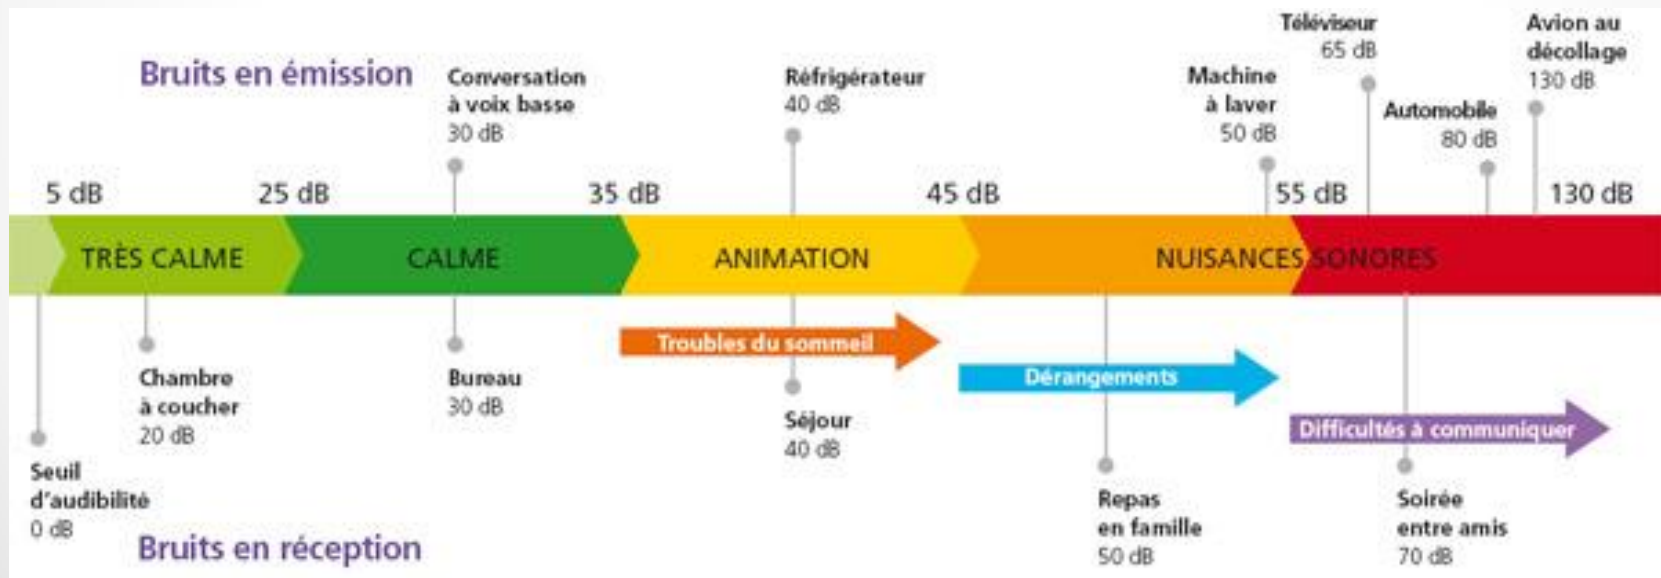 Bruits en émission
Conversation
à voix basse
30 dB
Réfrigérateur
40 dB
Machine
à laver
50 dB
Téléviseur
65 dB
Automobile
80 dB
Avion au
décollage
130 dB
5 dB
25 dB
35 dB
45 dB
55 dB
130 dB
TRÈS CALME
CALME
ANIMATION
NUISANCES SONORES
Troubles du sommeil
Dérangements
Difficultés à communiquer
Seuil
d'audibilité
0 dB
Chambre
à coucher
20 dB
Bureau
30 dB
Séjour
40 dB
Repas
en famille
50 dB
Soirée
entre amis
70 dB
Bruits en réception